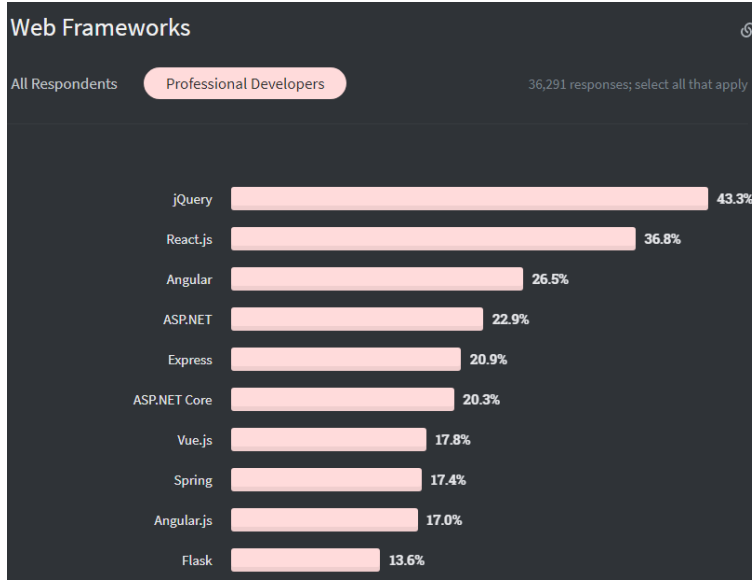 Web Frameworks
All Respondents Professional Developers 36,291 responses; select all that apply
jQuery 43.3%
React.js 36.8%
Angular 26.5%
ASP.NET 22.9%
Express 20.9%
ASP.NET Core 20.3%
Vue.js 17.8%
Spring 17.4%
Angular.js 17.0%
Flask 13.6%